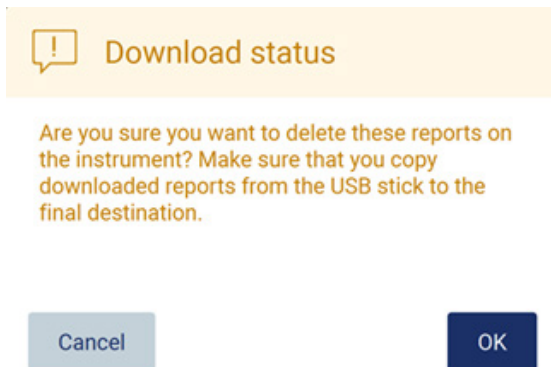 Download status
Are you sure you want to delete these reports on
the instrument? Make sure that you copy
downloaded reports from the USB stick to the
final destination.
Cancel
OK